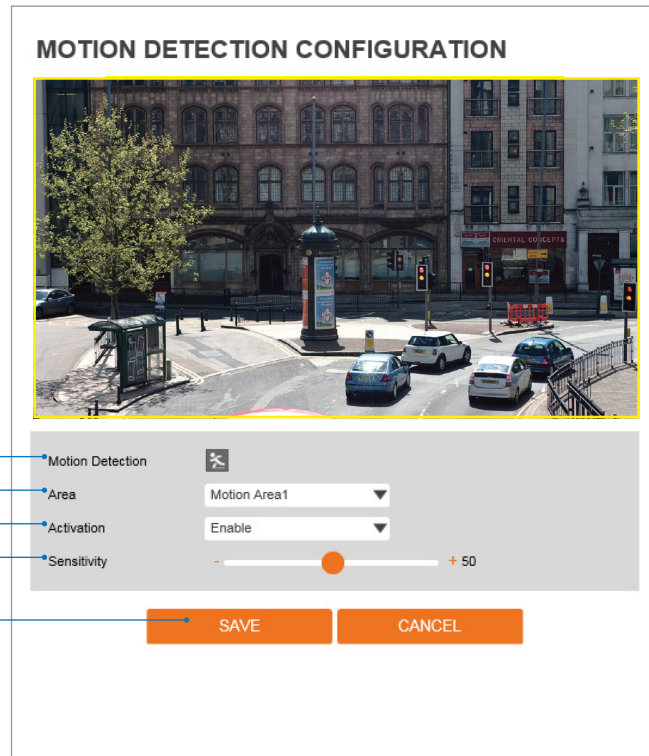 MOTION DETECTION CONFIGURATION
ORIENTAL CONCEPTS
Motion Detection
Area
Motion Area1
Activation
Enable
Sensitivity
-
+ 50
SAVE
CANCEL